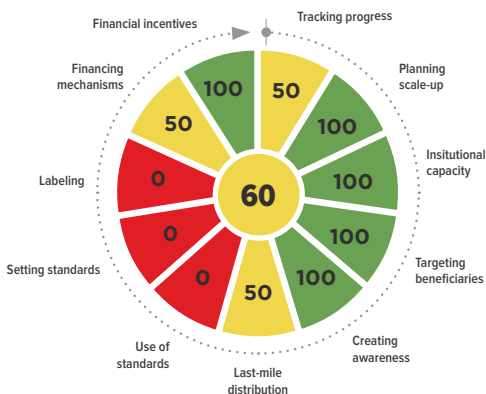 Financial incentives
Tracking progress
Financing
mechanisms
Planning
scale-up
100
50
50
100
Labeling
0
100
Insitutional
capacity
60
Setting standards
0
100
Targeting
beneficiaries
0
100
50
Use of
standards
Creating
awareness
Last-mile
distribution